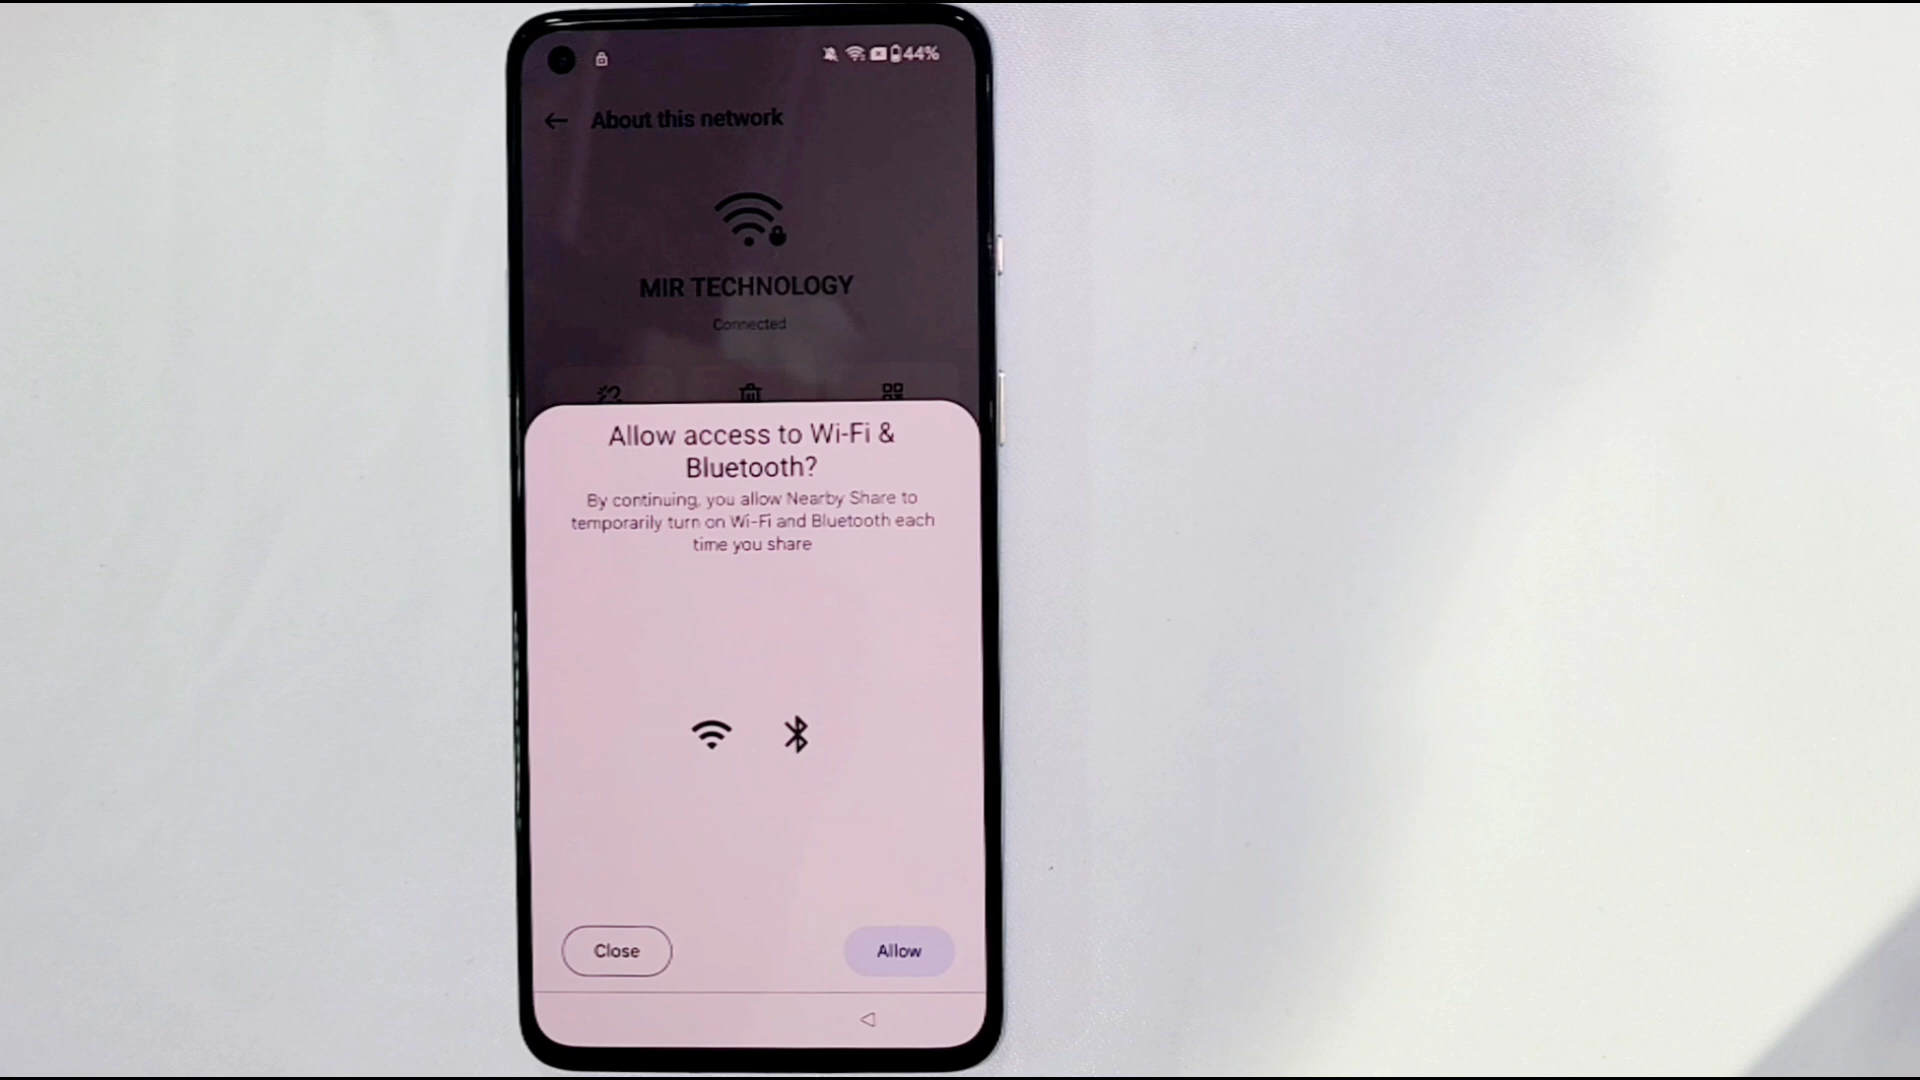 44%
About this network
MIR TECHNOLOGY
Connected
Allow access to Wi-Fi &
Bluetooth?
By continuing, you allow Nearby Share to
temporarily turn on Wi-Fi and Bluetooth each
time you share
Close
Allow